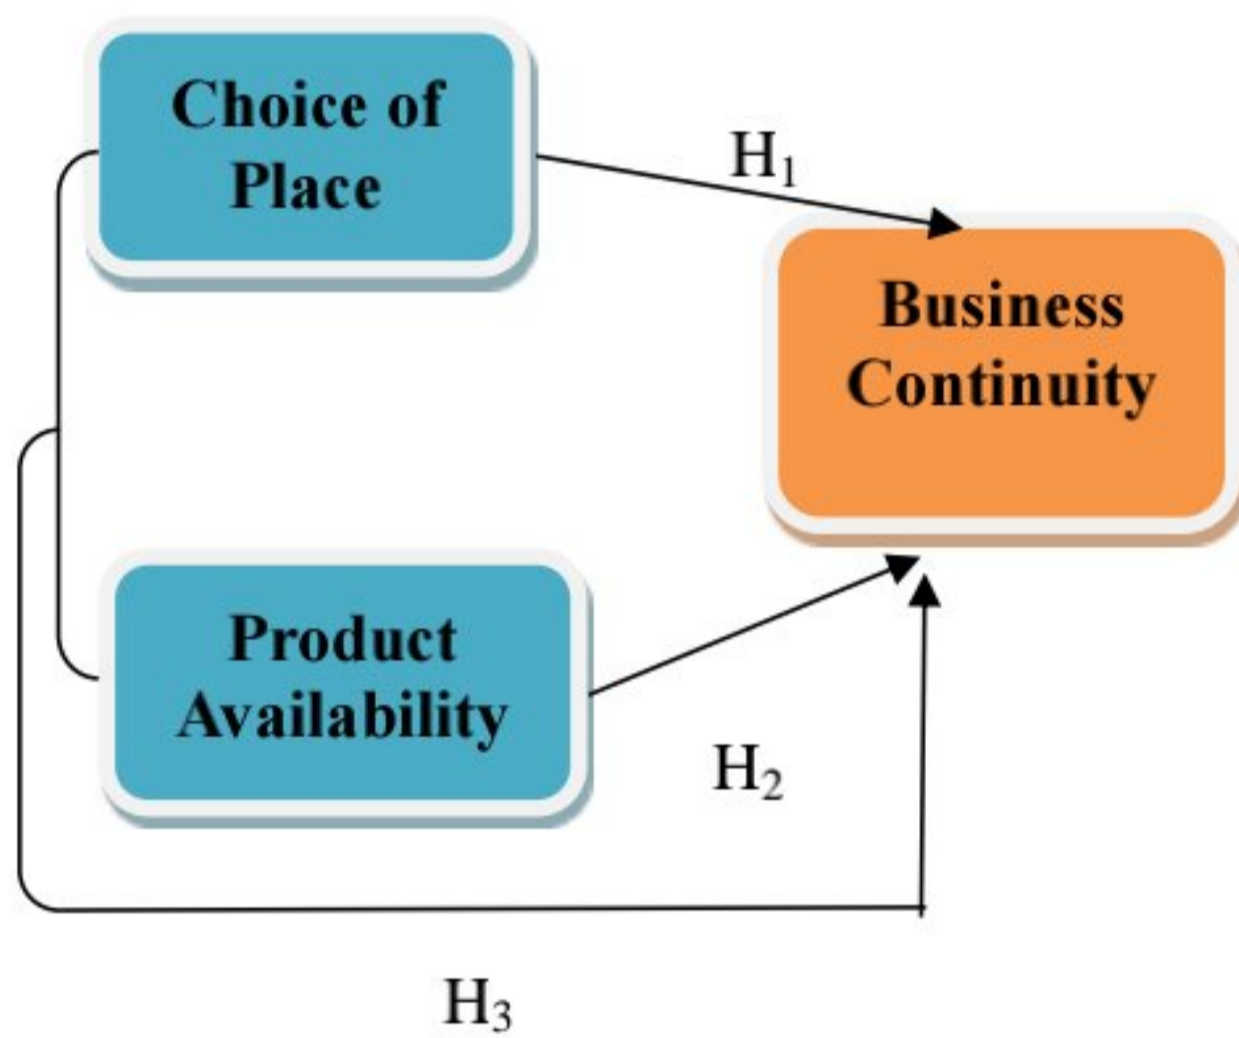 Choice of
Place
H₁
Business
Continuity
Product
Availability
H₂
H₃